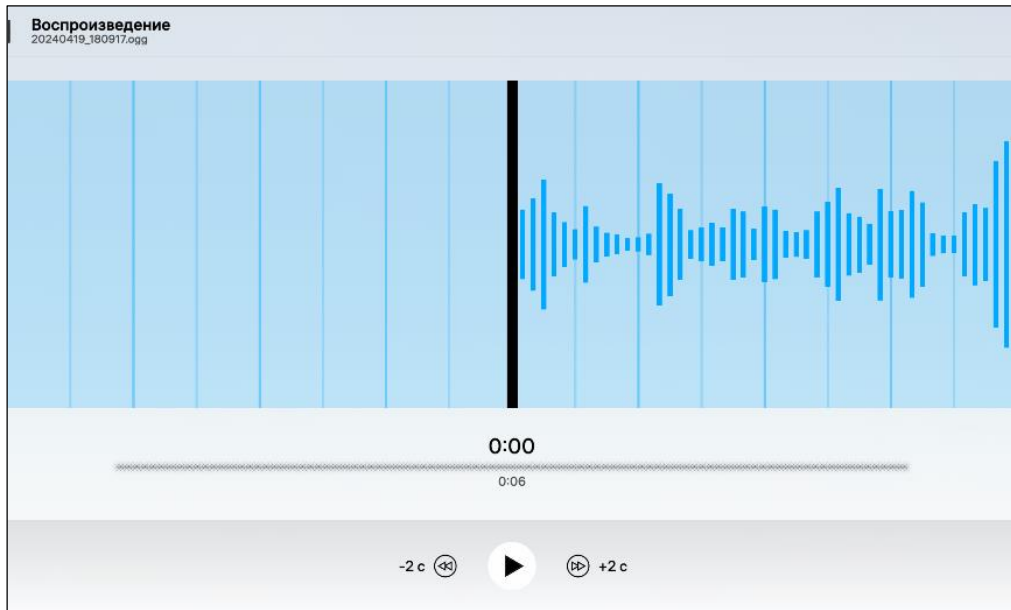 Воспроизведение
20240419_180917.ogg
0:00
0:06
-2 с +2 с